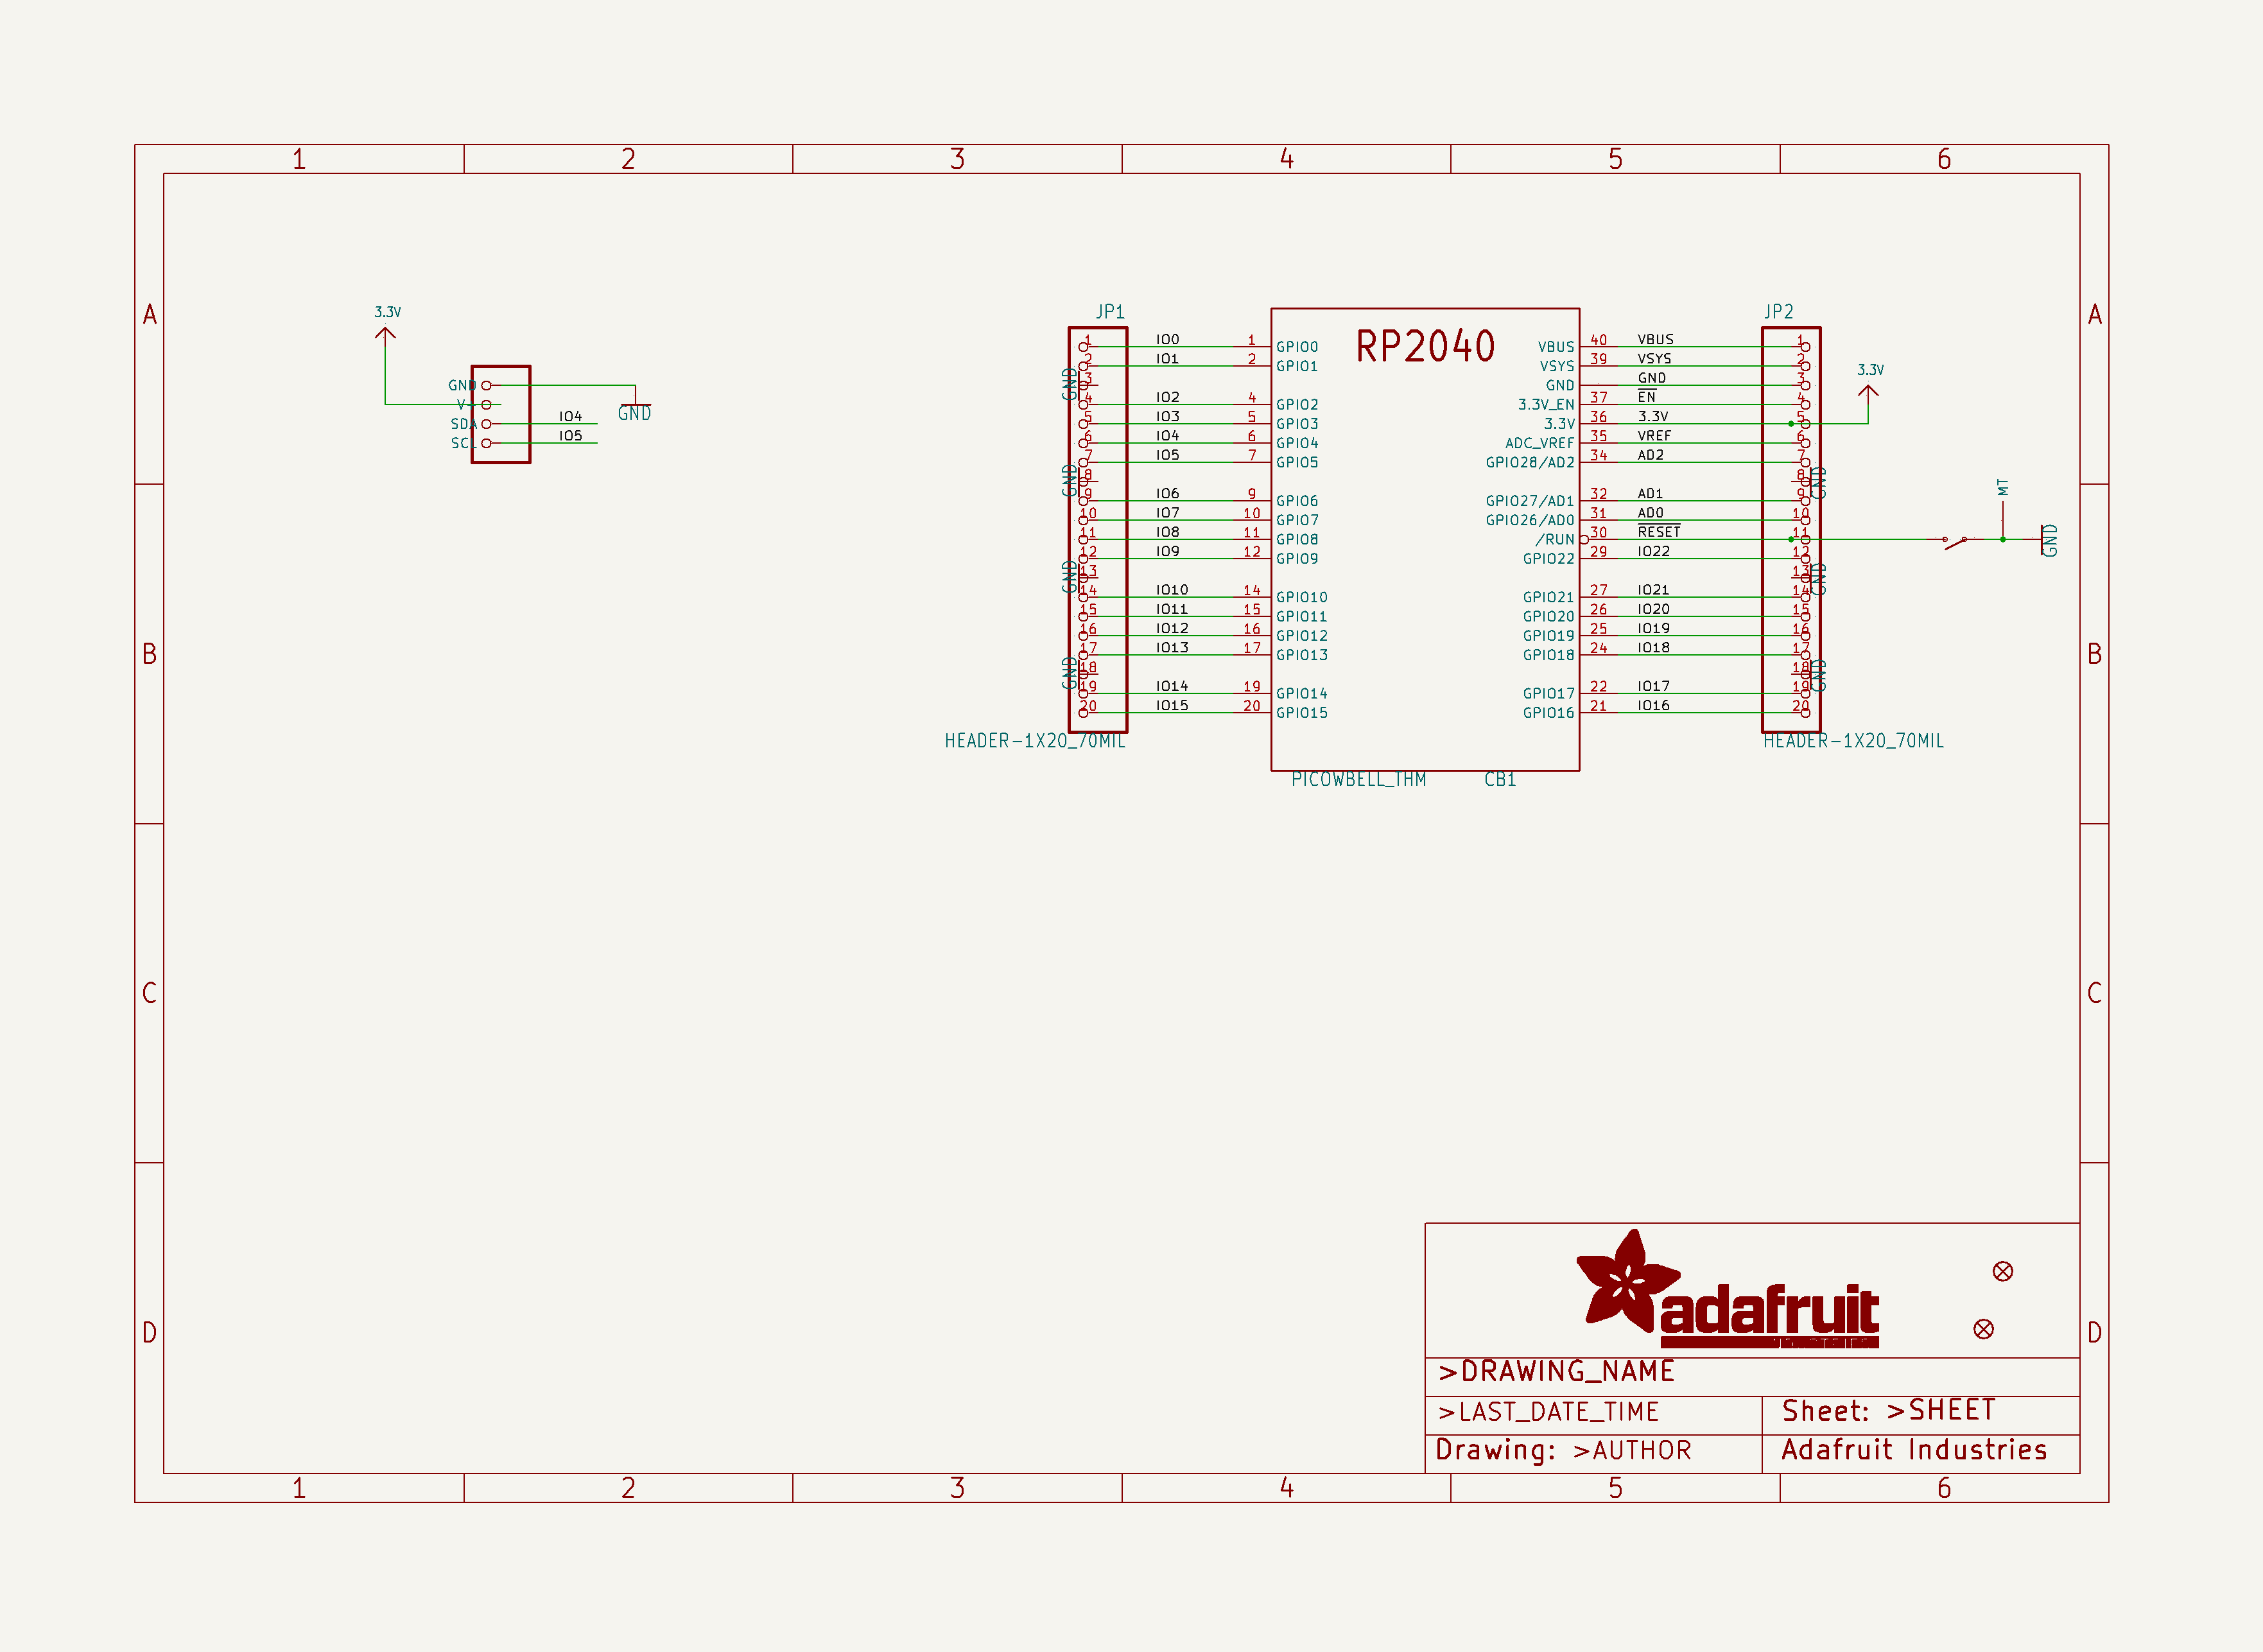 1 2 3 4 5 6
A A
3.3V
GND
V+
SDA
SCL
IO4
IO5
GND
JP1
RP2040
JP2
1 IO0 1 GPIO0 VBUS 40 VBUS 1
2 IO1 2 GPIO1 VSYS 39 VSYS 2
GND 3 GND GND 3
3.3V
4 IO2 4 GPIO2 3.3V_EN 37 EN 4
5 IO3 5 GPIO3 3.3V 36 3.3V 5
6 IO4 6 GPIO4 ADC_VREF 35 VREF 6
7 IO5 7 GPIO5 GPIO28/AD2 34 AD2 7
GND 8 8 GND
9 IO6 9 GPIO6 GPIO27/AD1 32 AD1 9
10 IO7 10 GPIO7 GPIO26/AD0 31 AD0 10
11 IO8 11 GPIO8 /RUN 30 RESET 11
MT
GND
12 IO9 12 GPIO9 GPIO22 29 IO22 12
GND 13 13 GND
14 IO10 14 GPIO10 GPIO21 27 IO21 14
15 IO11 15 GPIO11 GPIO20 26 IO20 15
16 IO12 16 GPIO12 GPIO19 25 IO19 16
17 IO13 17 GPIO13 GPIO18 24 IO18 17
GND 18 18 GND
19 IO14 19 GPIO14 GPIO17 22 IO17 19
20 IO15 20 GPIO15 GPIO16 21 IO16 20
HEADER-1X20_70MIL
HEADER-1X20_70MIL
PICOWBELL_THM CB1
B B
C C
D D
adafruit
>DRAWING_NAME
>LAST_DATE_TIME
Sheet: >SHEET
Drawing: >AUTHOR
Adafruit Industries
1 2 3 4 5 6